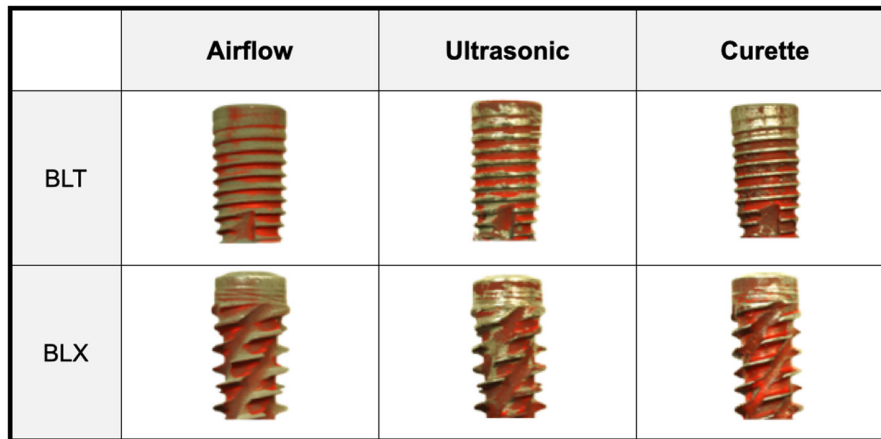 Airflow
Ultrasonic
Curette
BLT
BLX